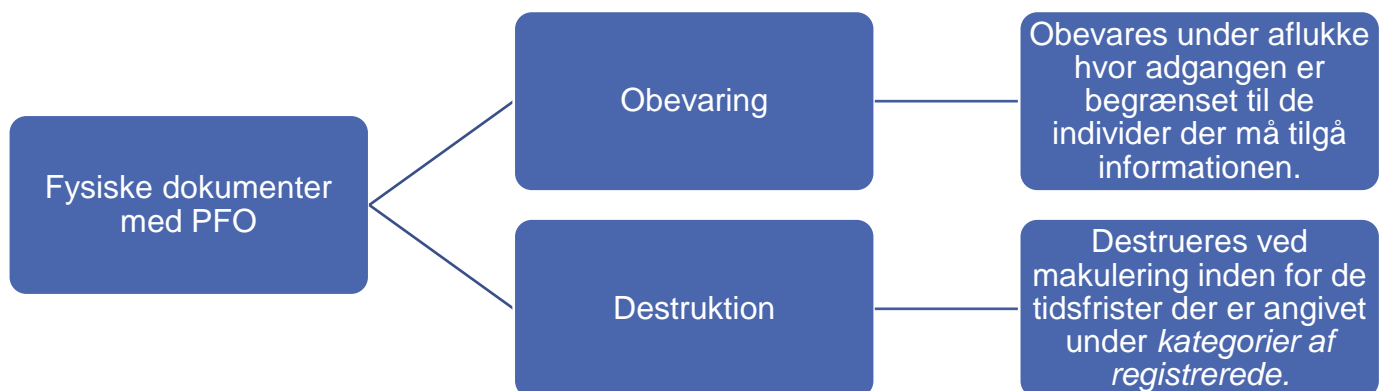 Fysiske dokumenter
med PFO
Obevaring
Obevares under aflukke
hvor adgangen er
begrænset til de
individer der må tilgå
informationen.
Destruktion
Destrueres ved
makulering inden for de
tidsfrister der er angivet
under kategorier af
registrerede.